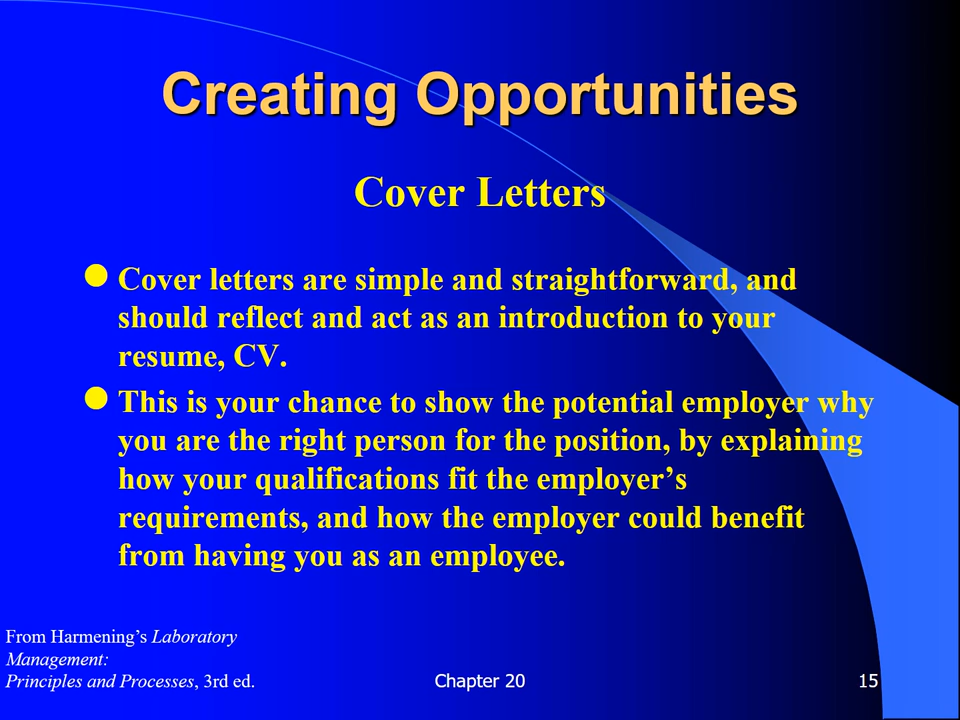 Creating Opportunities
Cover Letters
Cover letters are simple and straightforward, and
should reflect and act as an introduction to your
resume, CV.
This is your chance to show the potential employer why
you are the right person for the position, by explaining
how your qualifications fit the employer’s
requirements, and how the employer could benefit
from having you as an employee.
From Harmening’s Laboratory
Management:
Principles and Processes, 3rd ed.
Chapter 20
15